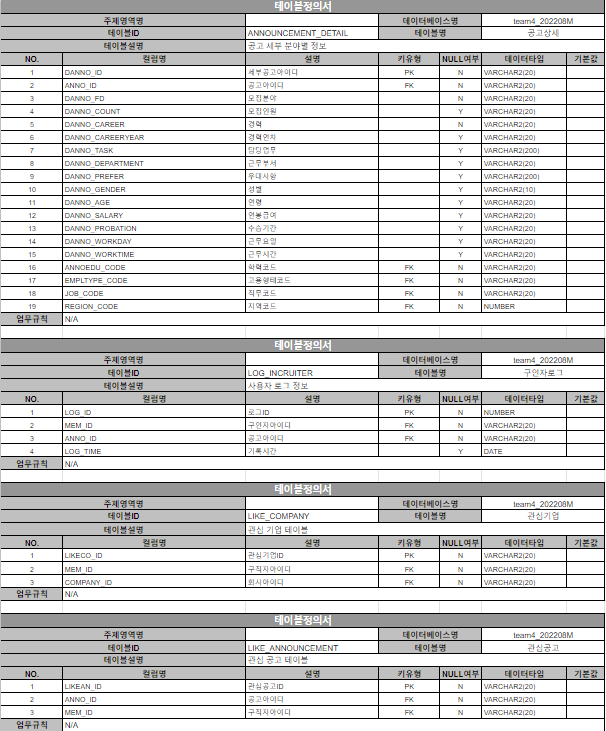 테이블정의서
주제영역명 데이터베이스명 team4_202208M
테이블ID ANNOUNCEMENT_DETAIL 테이블명 공고상세
테이블설명 공고 세부 분야별 정보
NO. 컬럼명 설명 키유형 NULL여부 데이터타입 기본값
1 DANNO_ID 세부공고아이디 PK N VARCHAR2(20)
2 ANNO_ID 공고아이디 FK N VARCHAR2(20)
3 DANNO_FD 모집분야 N VARCHAR2(20)
4 DANNO_COUNT 모집인원 Y VARCHAR2(20)
5 DANNO_CAREER 경력 N VARCHAR2(20)
6 DANNO_CAREERYEAR 경력연차 Y VARCHAR2(20)
7 DANNO_TASK 담당업무 Y VARCHAR2(200)
8 DANNO_DEPARTMENT 근무부서 Y VARCHAR2(20)
9 DANNO_PREFER 우대사항 Y VARCHAR2(200)
10 DANNO_GENDER 성별 Y VARCHAR2(10)
11 DANNO_AGE 연령 Y VARCHAR2(20)
12 DANNO_SALARY 연봉급여 Y VARCHAR2(20)
13 DANNO_PROBATION 수습기간 Y VARCHAR2(20)
14 DANNO_WORKDAY 근무요일 Y VARCHAR2(20)
15 DANNO_WORKTIME 근무시간 Y VARCHAR2(20)
16 ANNOEDU_CODE 학력코드 FK N VARCHAR2(20)
17 EMPLTYPE_CODE 고용형태코드 FK N VARCHAR2(20)
18 JOB_CODE 직무코드 FK N VARCHAR2(20)
19 REGION_CODE 지역코드 FK N NUMBER
업무규칙 N/A
테이블정의서
주제영역명 데이터베이스명 team4_202208M
테이블ID LOG_INCRUITER 테이블명 구인자로그
테이블설명 사용자 로그 정보
NO. 컬럼명 설명 키유형 NULL여부 데이터타입 기본값
1 LOG_ID 로그ID PK N NUMBER
2 MEM_ID 구인자아이디 FK N VARCHAR2(20)
3 ANNO_ID 공고아이디 FK N VARCHAR2(20)
4 LOG_TIME 기록시간 Y DATE
업무규칙 N/A
테이블정의서
주제영역명 데이터베이스명 team4_202208M
테이블ID LIKE_COMPANY 테이블명 관심기업
테이블설명 관심 기업 테이블
NO. 컬럼명 설명 키유형 NULL여부 데이터타입 기본값
1 LIKECO_ID 관심기업ID PK N VARCHAR2(20)
2 MEM_ID 구직자아이디 FK N VARCHAR2(20)
3 COMPANY_ID 회사아이디 FK N VARCHAR2(20)
업무규칙 N/A
테이블정의서
주제영역명 데이터베이스명 team4_202208M
테이블ID LIKE_ANNOUNCEMENT 테이블명 관심공고
테이블설명 관심 공고 테이블
NO. 컬럼명 설명 키유형 NULL여부 데이터타입 기본값
1 LIKEAN_ID 관심공고ID PK N VARCHAR2(20)
2 ANNO_ID 공고아이디 FK N VARCHAR2(20)
3 MEM_ID 구직자아이디 FK N VARCHAR2(20)
업무규칙 N/A